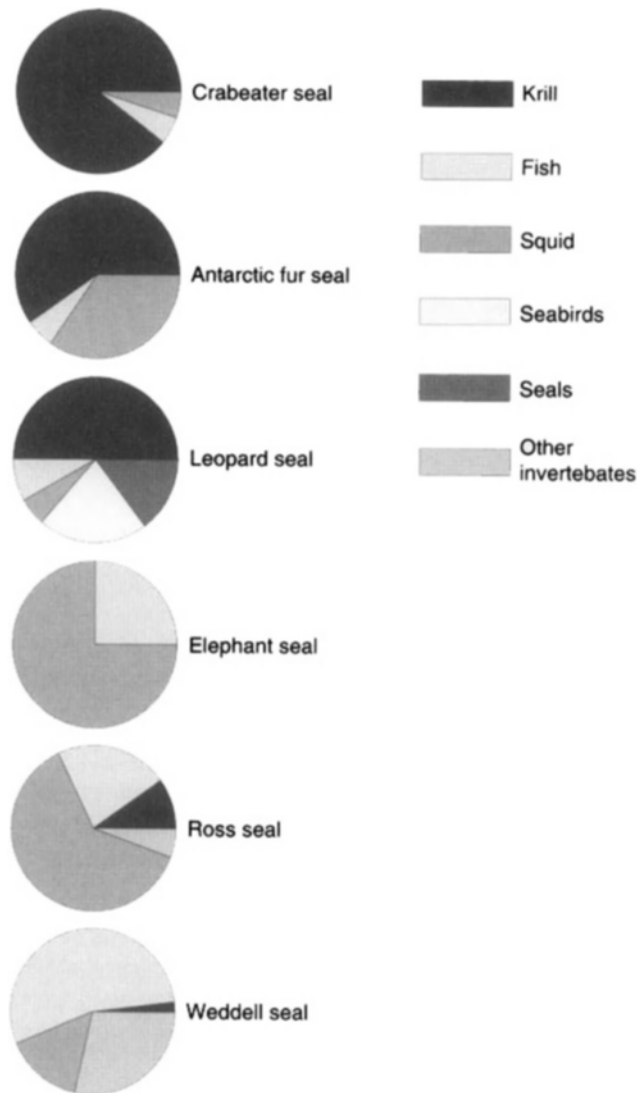 Crabeater seal
Antarctic fur seal
Leopard seal
Elephant seal
Ross seal
Weddell seal
Krill
Fish
Squid
Seabirds
Seals
Other
invertebates